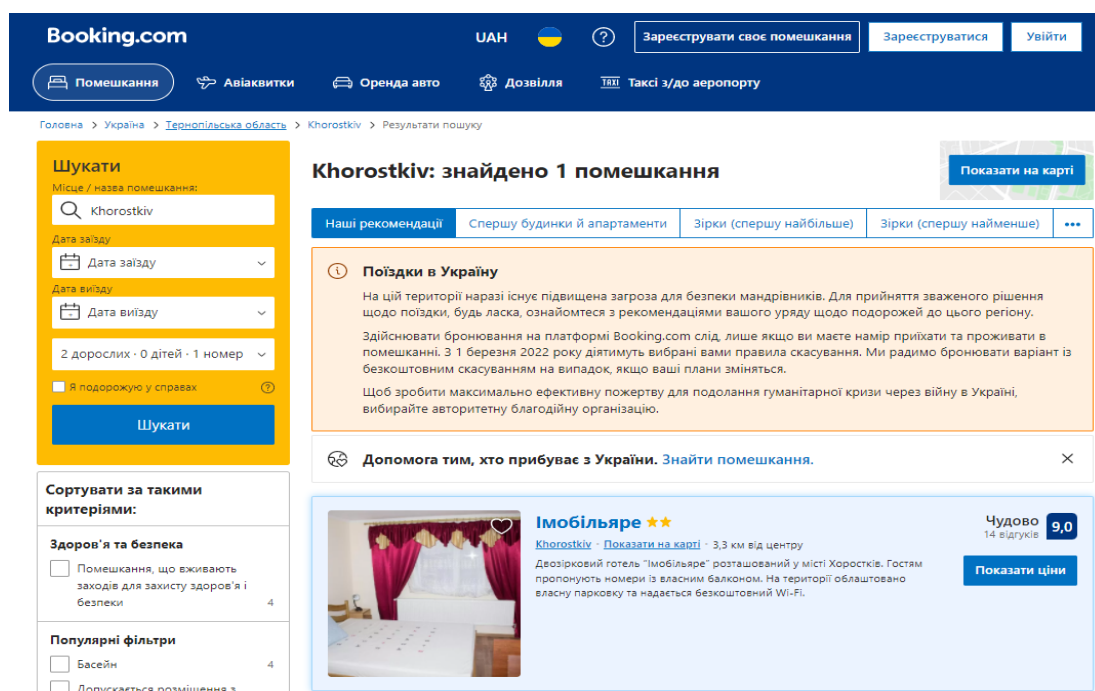 Booking.com
UAH
Зареєструвати своє помешкання
Зареєструватися
Увійти
Помешкання
Авіаквитки
Оренда авто
Дозвілля
TAXI Таксі з/до аеропорту
Головна > Україна > Тернопільська область > Khorostkiv > Результати пошуку
Шукати
Місце / назва помешкання:
Khorostkiv
Дата заїзду
Дата заїзду
Дата виїзду
Дата виїзду
2 дорослих · 0 дітей · 1 номер
Я подорожую у справах
Шукати
Сортувати за такими
критеріями:
Здоров'я та безпека
Помешкання, що вживають
заходів для захисту здоров'я і
безпеки 4
Популярні фільтри
Басейн 4
Допускається розміщення з
Khorostkiv: знайдено 1 помешкання
Показати на карті
Наші рекомендації
Спершу будинки й апартаменти
Зірки (спершу найбільше)
Зірки (спершу найменше)
Поїздки в Україну
На цій території наразі існує підвищена загроза для безпеки мандрівників. Для прийняття зваженого рішення
щодо поїздки, будь ласка, ознайомтеся з рекомендаціями вашого уряду щодо подорожей до цього регіону.
Здійснювати бронювання на платформі Booking.com слід, лише якщо ви маєте намір приїхати та проживати в
помешканні. З 1 березня 2022 року діятимуть вибрані вами правила скасування. Ми радимо бронювати варіант із
безкоштовним скасуванням на випадок, якщо ваші плани зміняться.
Щоб зробити максимально ефективну пожертву для подолання гуманітарної кризи через війну в Україні,
вибирайте авторитетну благодійну організацію.
Допомога тим, хто прибуває з України. Знайти помешкання.
Імобільяре
Khorostkiv · Показати на карті · 3,3 км від центру
Двозірковий готель "Імобільяре" розташований у місті Хоростків. Гостям
пропонують номери із власним балконом. На території облаштовано
власну парковку та надається безкоштовний Wi-Fi.
Чудово 9,0
14 відгуків
Показати ціни